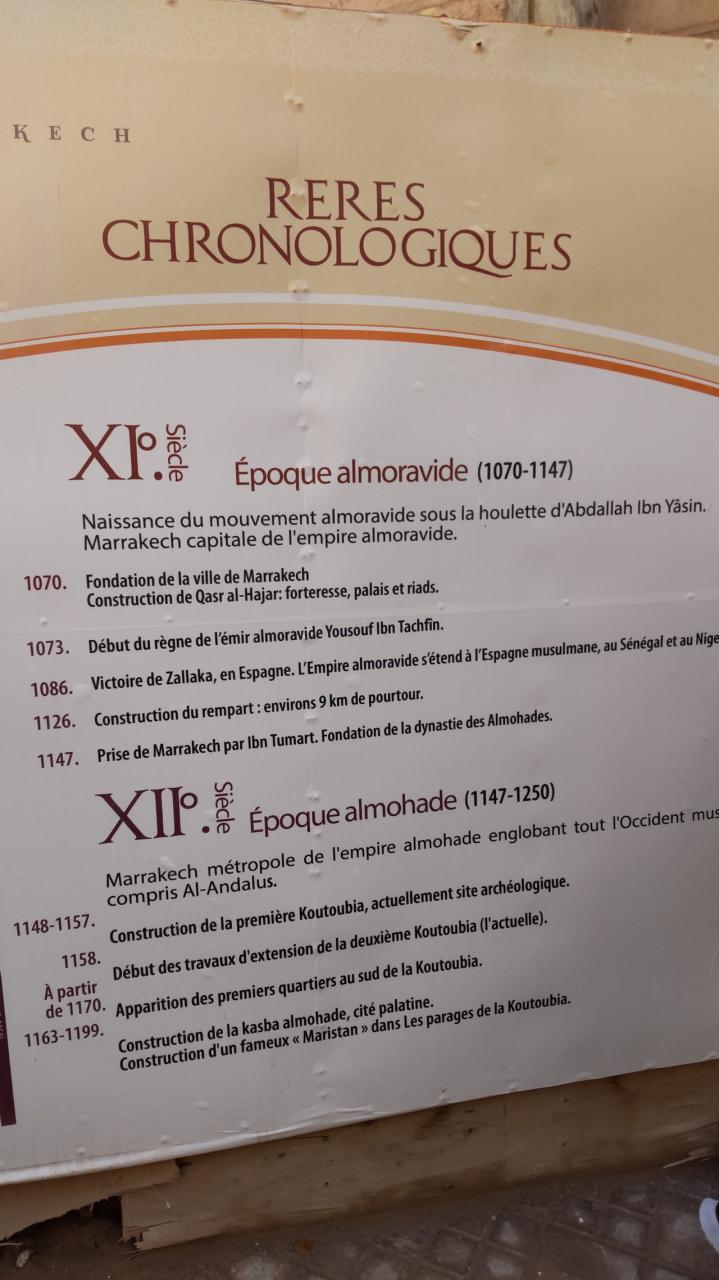 KECH
RERES
CHRONOLOGIQUES
XIº. Siècle Époque almoravide (1070-1147)
Naissance du mouvement almoravide sous la houlette d'Abdallah Ibn Yâsin.
Marrakech capitale de l'empire almoravide.
1070. Fondation de la ville de Marrakech
Construction de Qasr al-Hajar: forteresse, palais et riads.
1073. Début du règne de l'émir almoravide Yousouf Ibn Tachfin.
1086. Victoire de Zallaka, en Espagne. L'Empire almoravide s'étend à l'Espagne musulmane, au Sénégal et au Nige
1126. Construction du rempart : environs 9 km de pourtour.
1147. Prise de Marrakech par Ibn Tumart. Fondation de la dynastie des Almohades.
XIIº. Siècle Époque almohade (1147-1250)
Marrakech métropole de l'empire almohade englobant tout l'Occident mus
compris Al-Andalus.
1148-1157. Construction de la première Koutoubia, actuellement site archéologique.
1158. Début des travaux d'extension de la deuxième Koutoubia (l'actuelle).
À partir
de 1170. Apparition des premiers quartiers au sud de la Koutoubia.
1163-1199. Construction de la kasba almohade, cité palatine.
Construction d'un fameux « Maristan » dans Les parages de la Koutoubia.